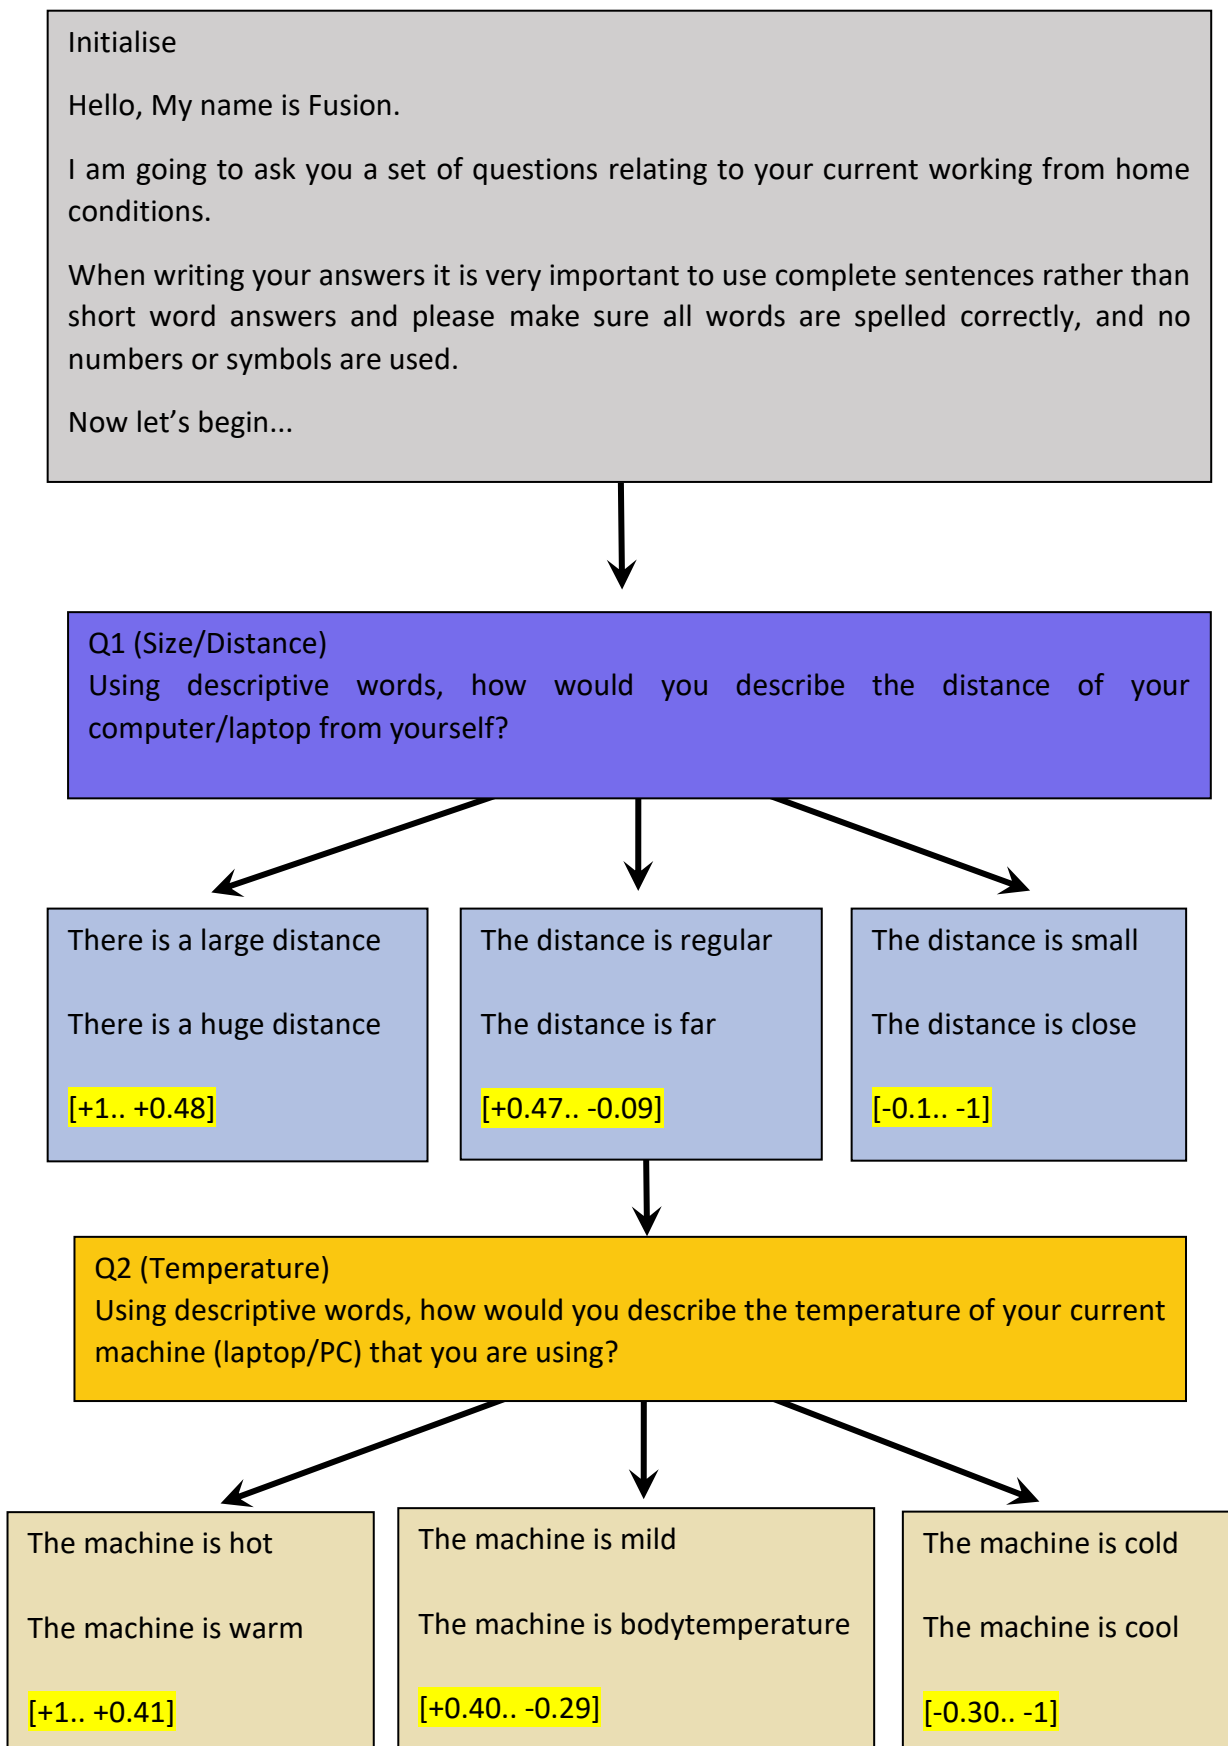 Initialise
Hello, My name is Fusion.
I am going to ask you a set of questions relating to your current working from home
conditions.
When writing your answers it is very important to use complete sentences rather than
short word answers and please make sure all words are spelled correctly, and no
numbers or symbols are used.
Now let’s begin...
Q1 (Size/Distance)
Using descriptive words, how would you describe the distance of your
computer/laptop from yourself?
There is a large distance
There is a huge distance
[+1.. +0.48]
The distance is regular
The distance is far
[+0.47.. -0.09]
The distance is small
The distance is close
[-0.1.. -1]
Q2 (Temperature)
Using descriptive words, how would you describe the temperature of your current
machine (laptop/PC) that you are using?
The machine is hot
The machine is warm
[+1.. +0.41]
The machine is mild
The machine is bodytemperature
[+0.40.. -0.29]
The machine is cold
The machine is cool
[-0.30.. -1]